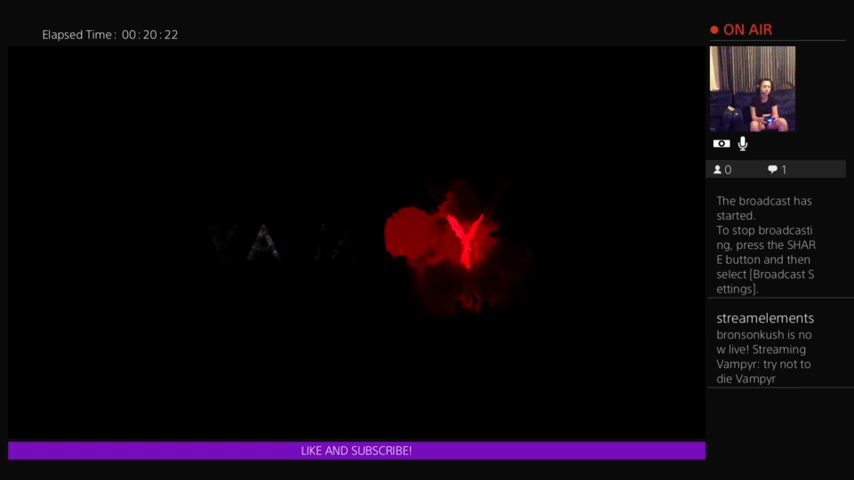 Elapsed Time: 00:20:22
ON AIR
0
1
The broadcast has
started.
To stop broadcasti
ng, press the SHAR
E button and then
select [Broadcast S
ettings].
streamelements
bronsonkush is no
w live! Streaming
Vampyr: try not to
die Vampyr
LIKE AND SUBSCRIBE!